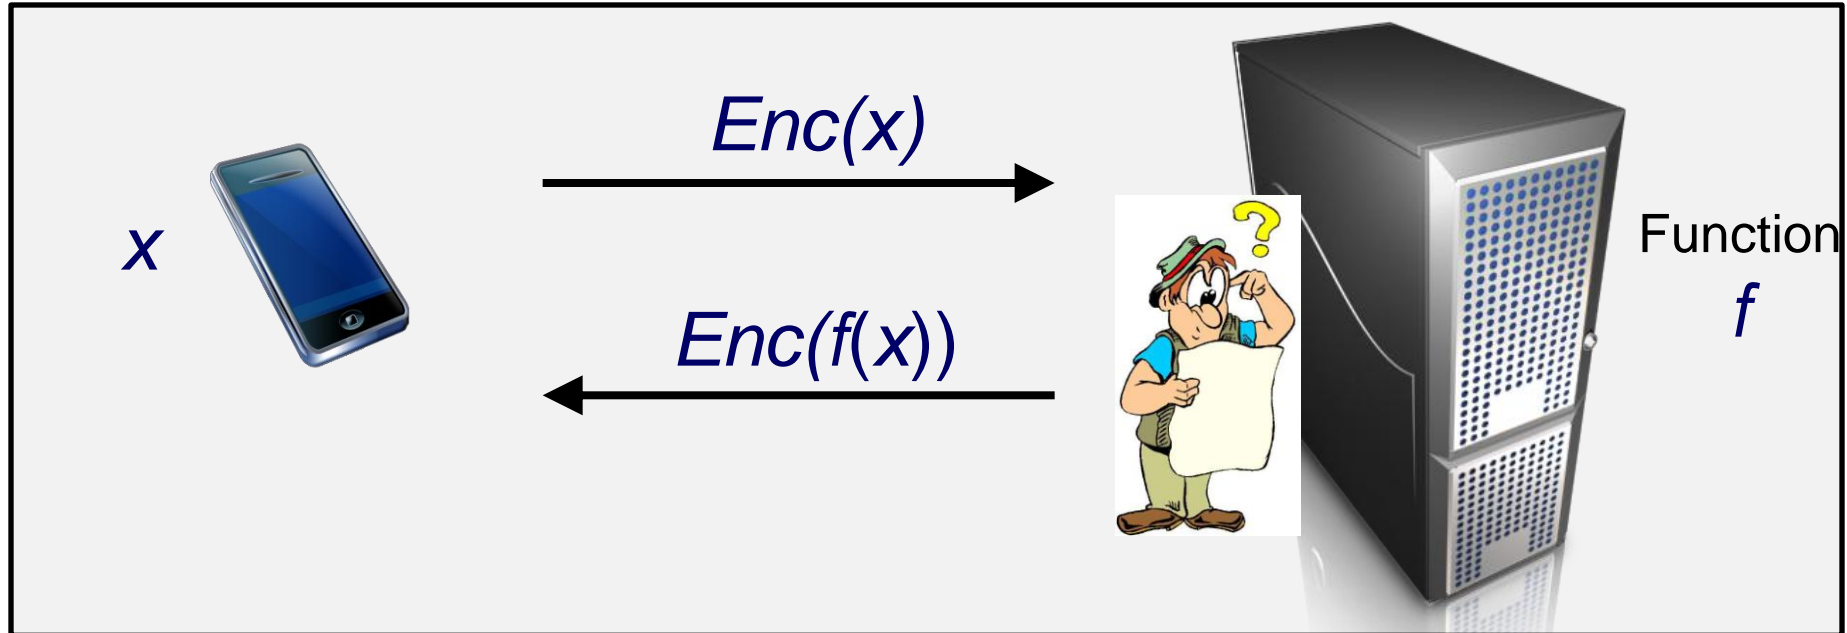 Enc(x)
x
Function
f
Enc(f(x))
?